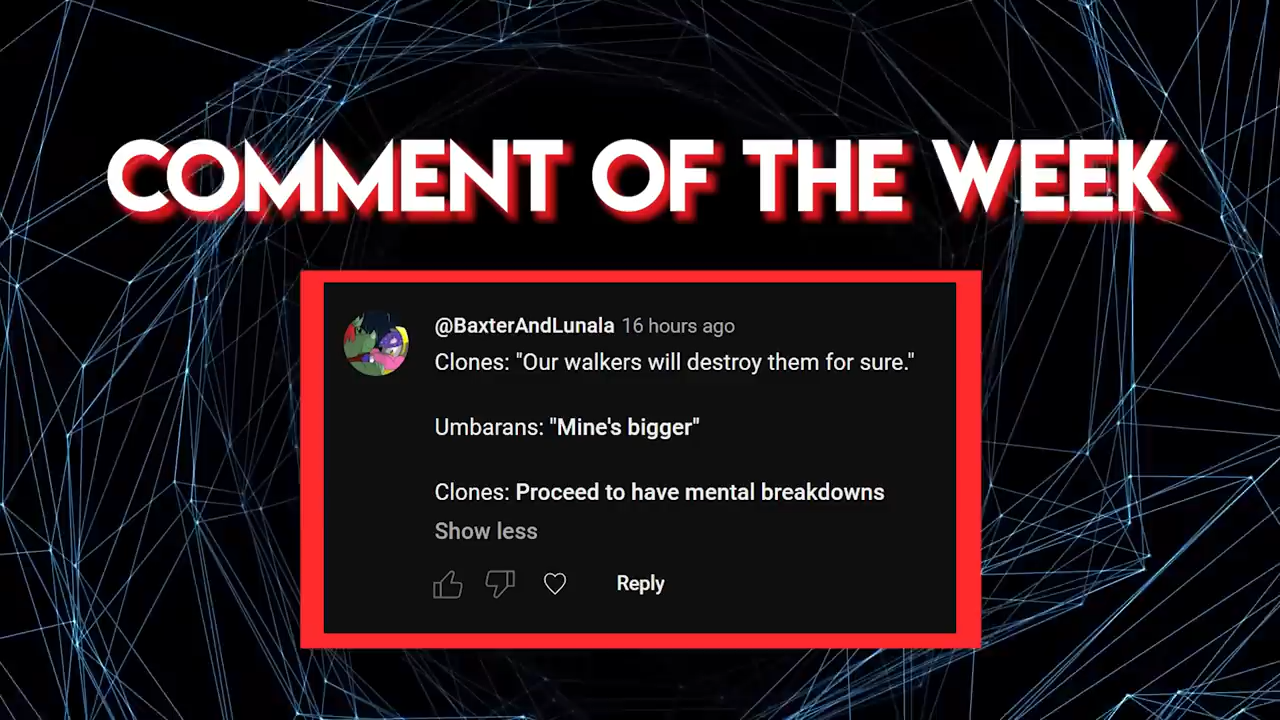 COMMENT OF THE WEEK
@BaxterAndLunala 16 hours ago
Clones: "Our walkers will destroy them for sure."
Umbarans: "Mine's bigger"
Clones: Proceed to have mental breakdowns
Show less
Reply